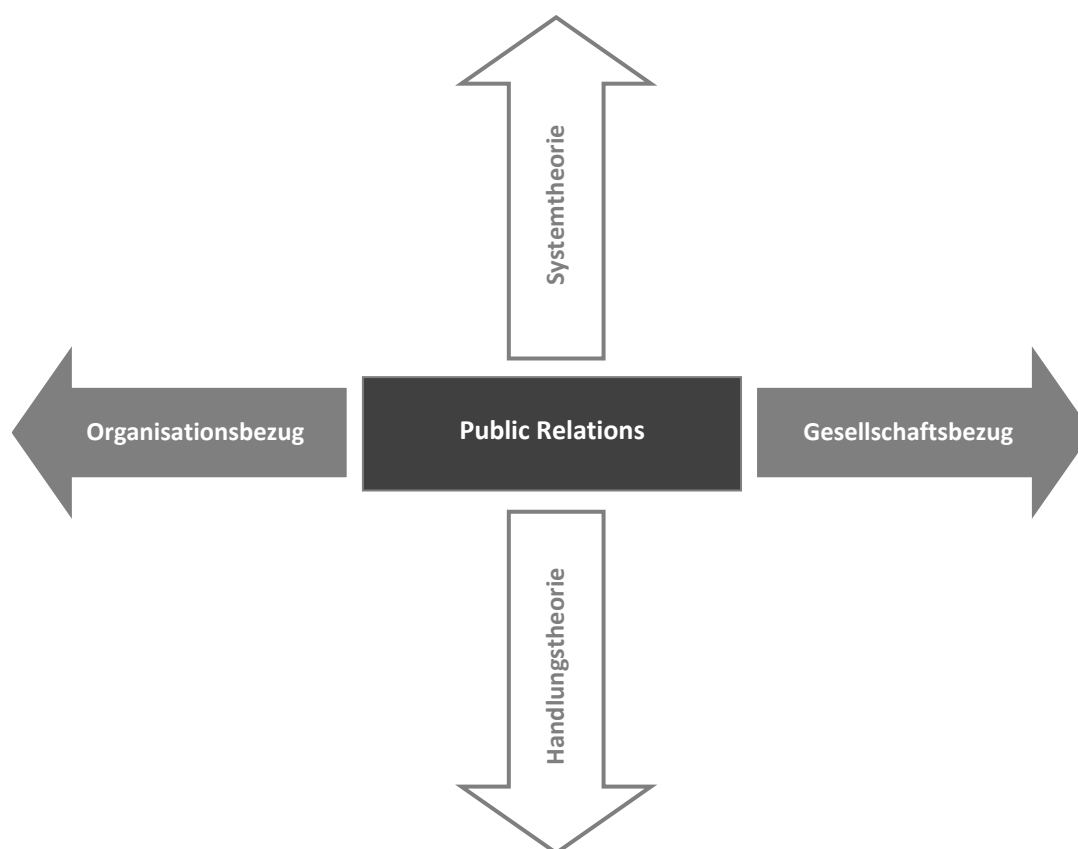 Systemtheorie
Organisationsbezug
Public Relations
Gesellschaftsbezug
Handlungstheorie